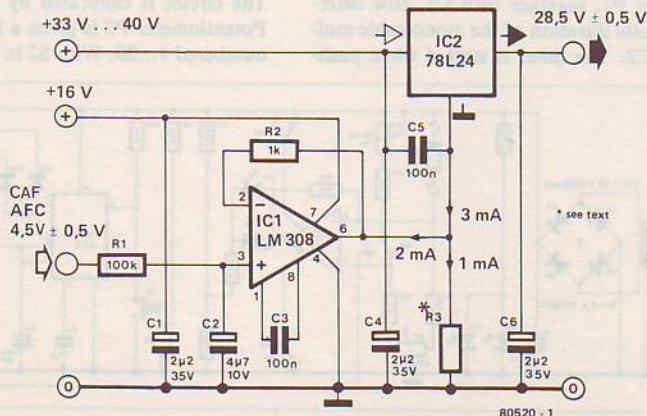 +33 V ... 40 V
IC2
78L24
28,5 V ± 0,5 V
+16 V
R2
1k
C5
100n
CAF
AFC
4,5V ± 0,5 V
R1
100k
2
3
7
6
4
1
8
IC1
LM 308
3 mA
2 mA
1 mA
* see text
*
R3
C1
2µ2
35V
C2
4µ7
10V
C3
100n
C4
2µ2
35V
C6
2µ2
35V
0
0
80520 - 1